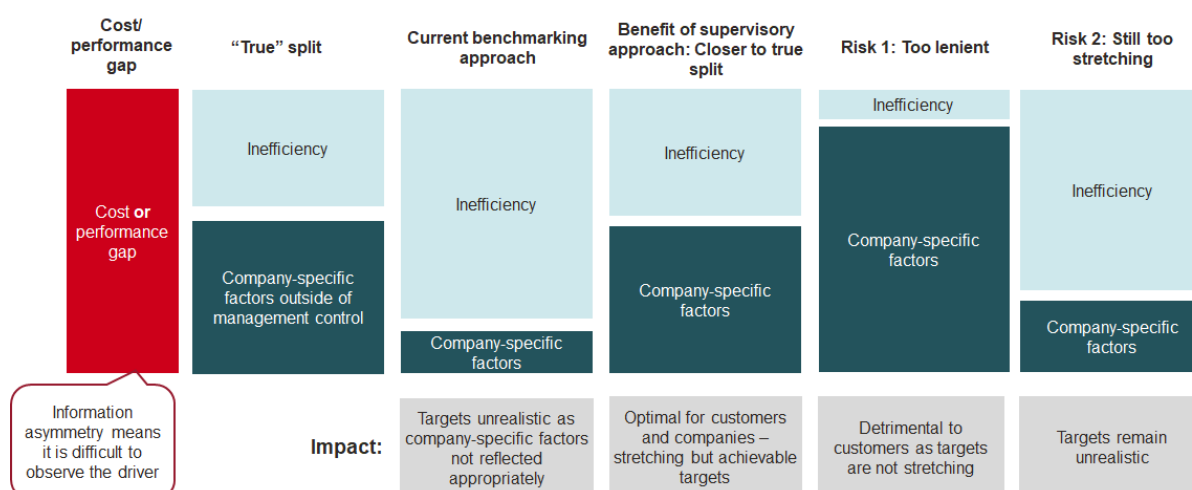 Cost/
performance
gap
“True” split
Current benchmarking
approach
Benefit of supervisory
approach: Closer to true
split
Risk 1: Too lenient
Risk 2: Still too
stretching
Cost or
performance
gap
Inefficiency
Company-specific
factors outside of
management control
Inefficiency
Company-specific
factors
Inefficiency
Company-specific
factors
Inefficiency
Company-specific
factors
Inefficiency
Company-specific
factors
Information
asymmetry means
it is difficult to
observe the driver
Impact:
Targets unrealistic as
company-specific factors
not reflected
appropriately
Optimal for customers
and companies –
stretching but achievable
targets
Detrimental to
customers as targets
are not stretching
Targets remain
unrealistic